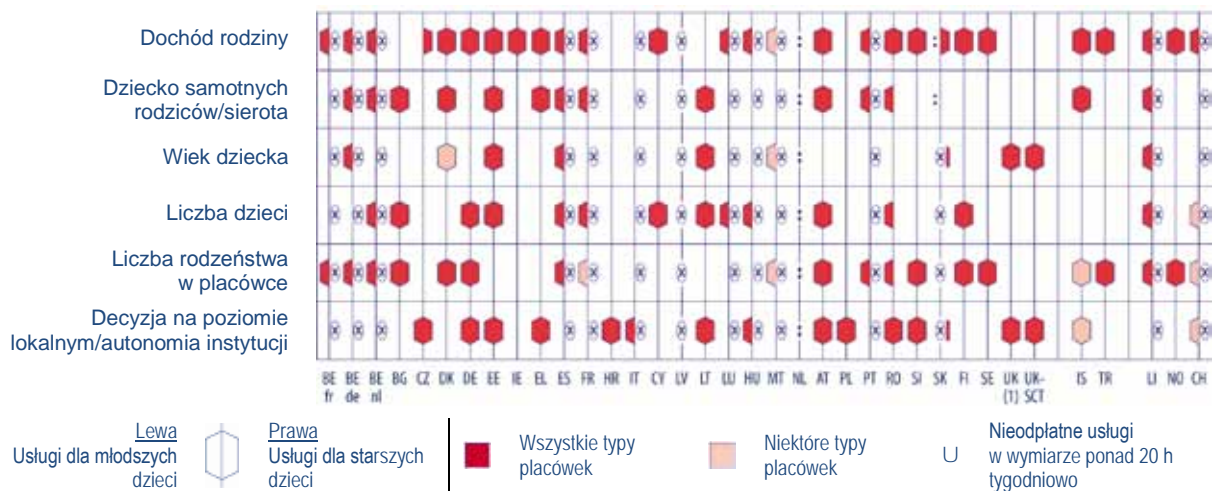 Dochód rodziny
Dziecko samotnych
rodziców/sierota
Wiek dziecka
Liczba dzieci
Liczba rodzeństwa
w placówce
Decyzja na poziomie
lokalnym/autonomia instytucji
BE fr BE de BE nl BG CZ DK DE EE IE EL ES FR HR IT CY LV LT LU HU MT NL AT PL PT RO SI SK FI SE UK (1) UK-SCT IS TR LI NO CH
Lewa
Usługi dla młodszych
dzieci
Prawa
Usługi dla starszych
dzieci
Wszystkie typy
placówek
Niektóre typy
placówek
U
Nieodpłatne usługi
w wymiarze ponad 20 h
tygodniowo